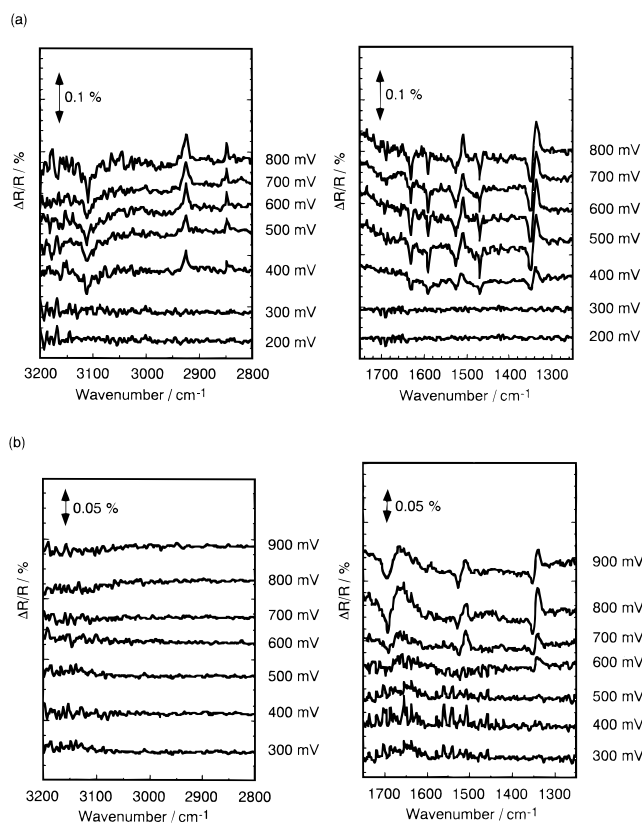 (a)
0.1 %
ΔR/R / %
800 mV
700 mV
600 mV
500 mV
400 mV
300 mV
200 mV
3200 3100 3000 2900 2800
Wavenumber / cm-1
0.1 %
ΔR/R / %
800 mV
700 mV
600 mV
500 mV
400 mV
300 mV
200 mV
1700 1600 1500 1400 1300
Wavenumber / cm-1
(b)
0.05 %
ΔR/R / %
900 mV
800 mV
700 mV
600 mV
500 mV
400 mV
300 mV
3200 3100 3000 2900 2800
Wavenumber / cm-1
0.05 %
ΔR/R / %
900 mV
800 mV
700 mV
600 mV
500 mV
400 mV
300 mV
1700 1600 1500 1400 1300
Wavenumber / cm-1